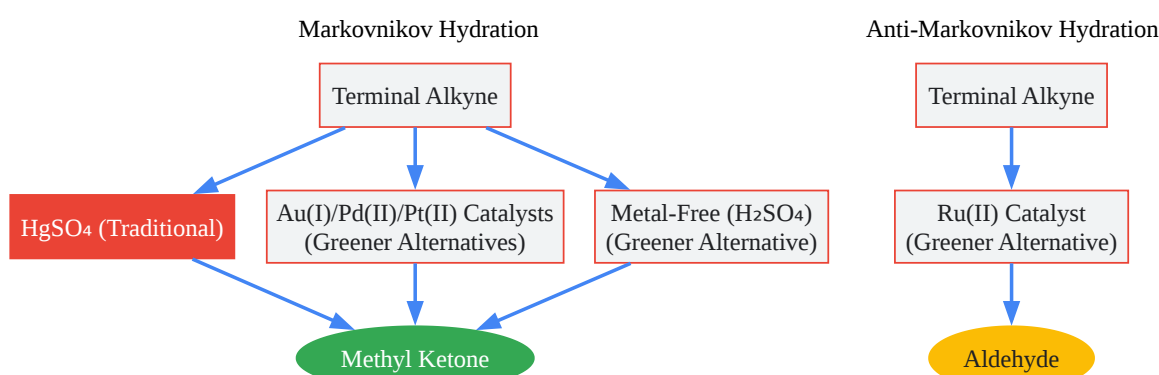 Markovnikov Hydration
Anti-Markovnikov Hydration
Terminal Alkyne
Terminal Alkyne
HgSO₄ (Traditional)
Au(I)/Pd(II)/Pt(II) Catalysts
(Greener Alternatives)
Metal-Free (H₂SO₄)
(Greener Alternative)
Ru(II) Catalyst
(Greener Alternative)
Methyl Ketone
Aldehyde